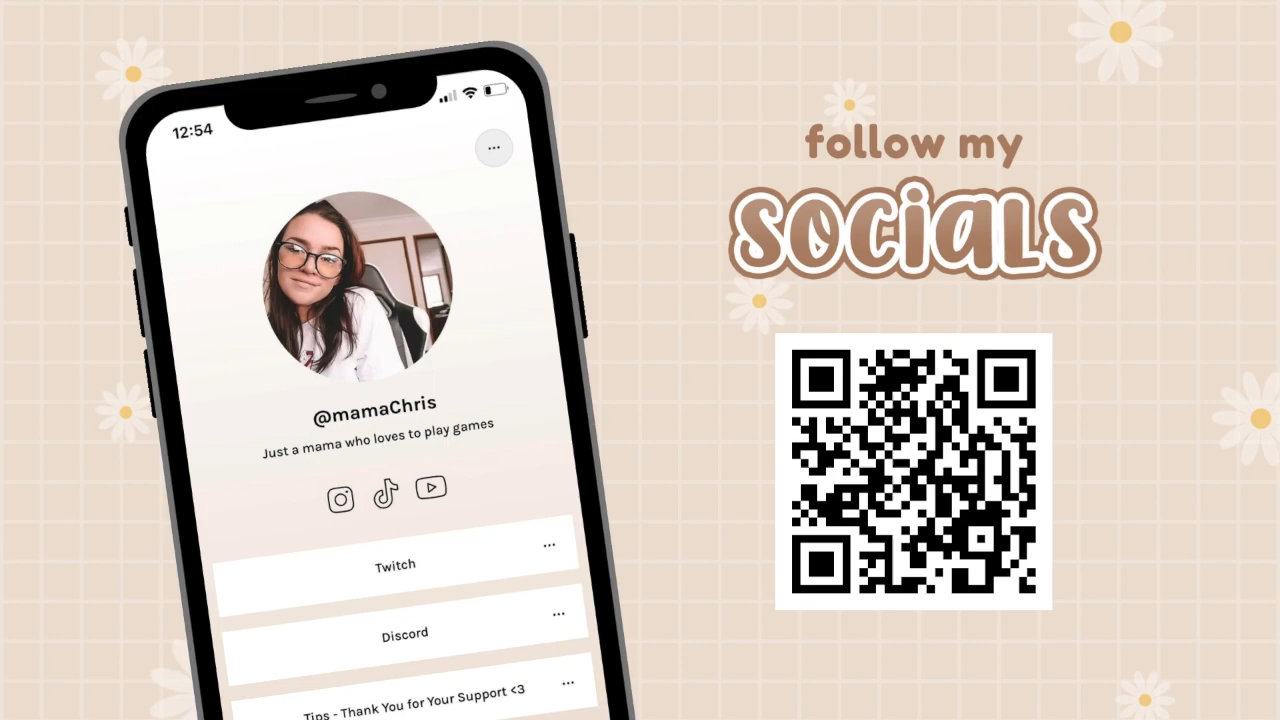 12:54
@mamaChris
Just a mama who loves to play games
Twitch
...
Discord
...
Tips - Thank You for Your Support <3
...
follow my
socials